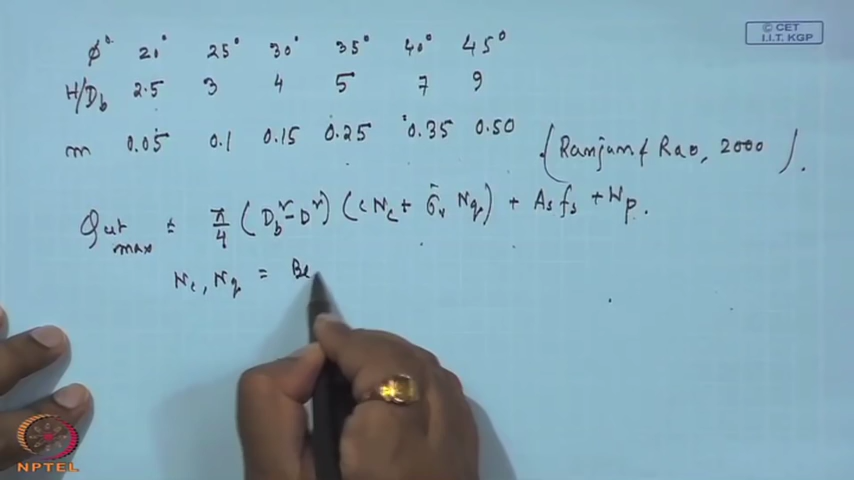 © CET
I.I.T. KGP
φ° 20° 25° 30° 35° 40° 45°
H/D_b 2.5 3 4 5 7 9
m 0.05 0.1 0.15 0.25 0.35 0.50 (Ranjan & Rao, 2000).
Q_ut max = π/4 (D_b² - D²) (cN_c + σ̄_v N_q) + A_s f_s + W_p.
N_c, N_q = Be
NPTEL